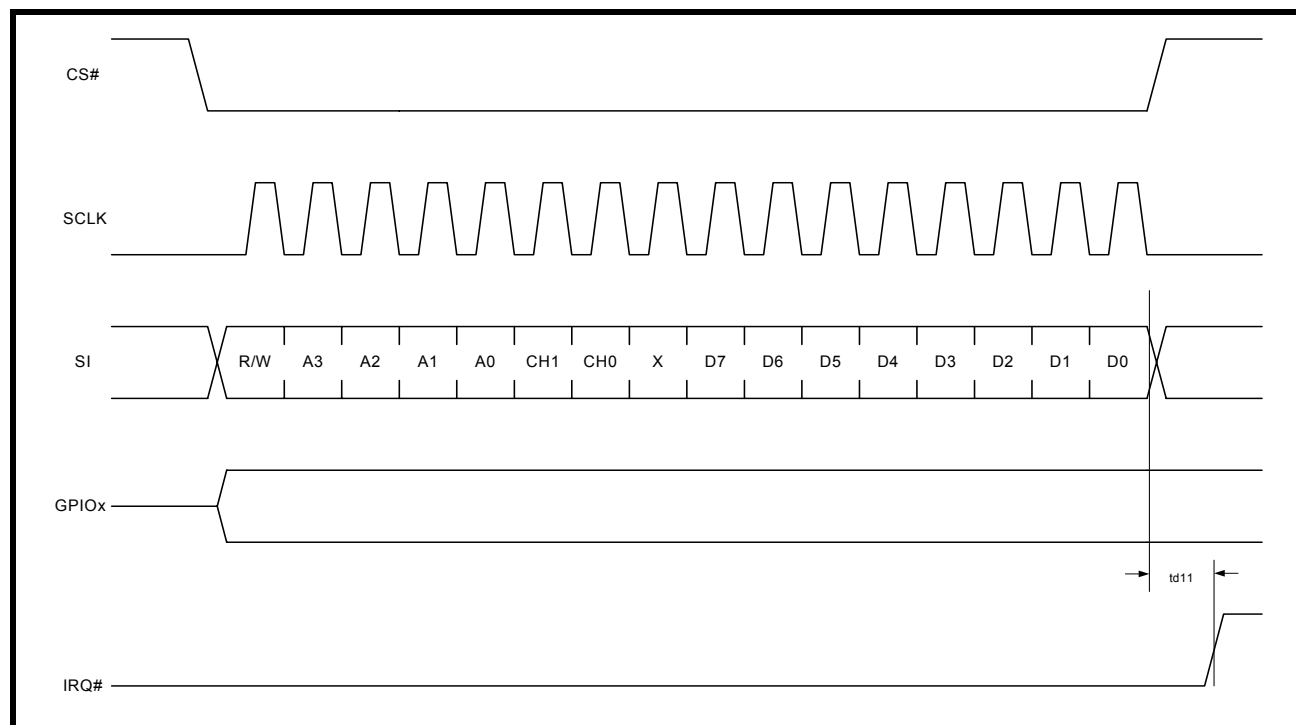 CS#
SCLK
SI R/W A3 A2 A1 A0 CH1 CH0 X D7 D6 D5 D4 D3 D2 D1 D0
GPIOx
td11
IRQ#